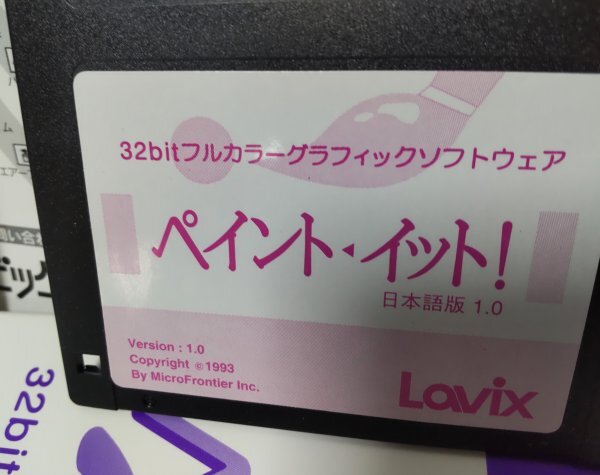 32bitフルカラーグラフィックソフトウェア
ペイント・イット!
日本語版 1.0
Version : 1.0
Copyright ©1993
By MicroFrontier Inc.
Lavix
32bit